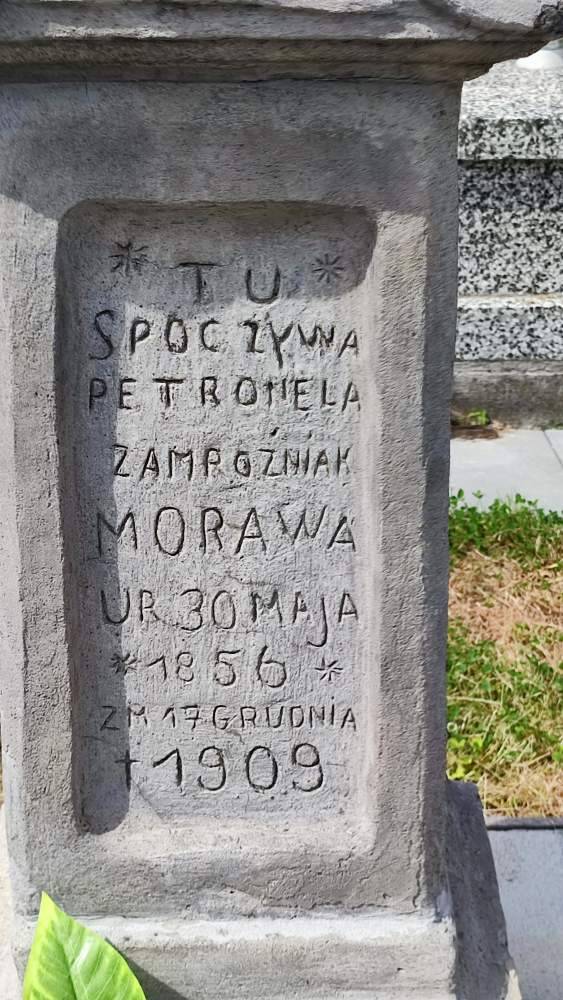 * TU *
SPOCZYWA
PETRONELA
ZAMROŹNIAK
MORAWA
UR 30 MAJA
* 1856 *
ZM 17 GRUDNIA
† 1909